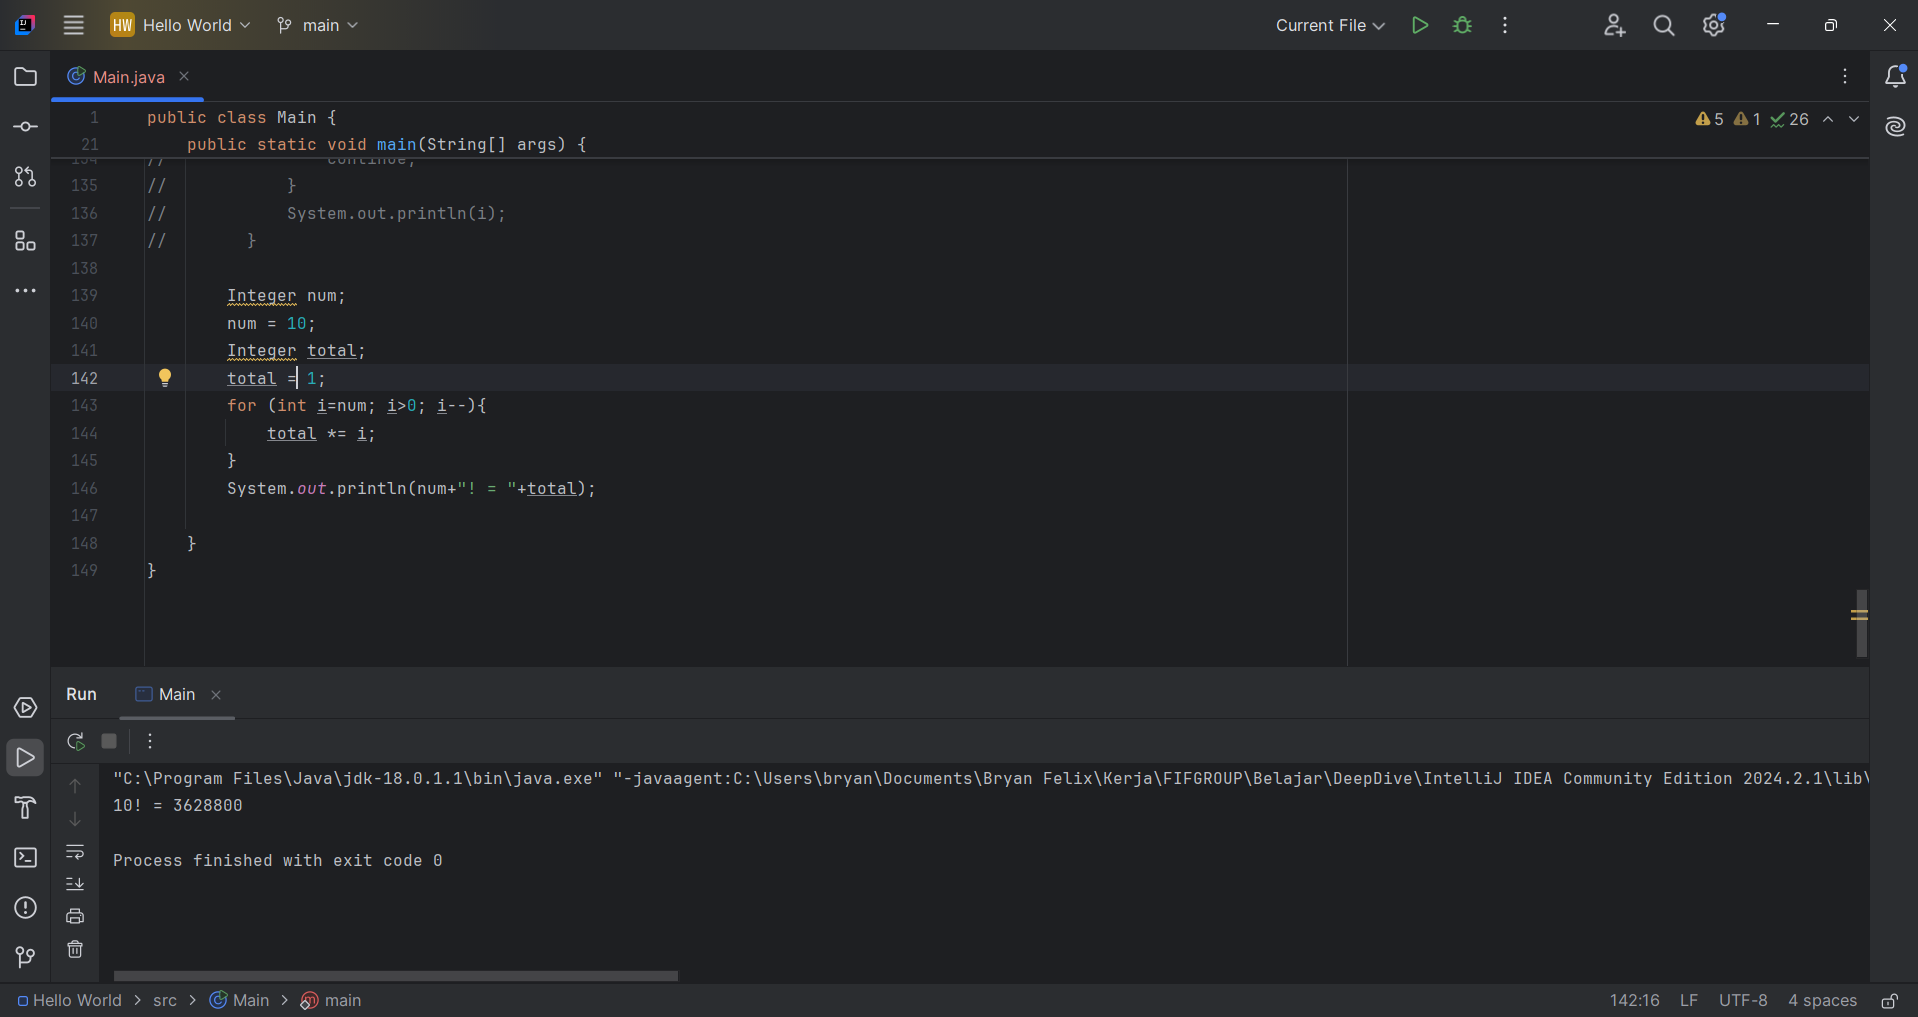 HW Hello World main Current File
Main.java
1 public class Main { 5 1 26
21 public static void main(String[] args) {
134 // continue;
135 // }
136 // System.out.println(i);
137 // }
138
139 Integer num;
140 num = 10;
141 Integer total;
142 total = 1;
143 for (int i=num; i>0; i--){
144 total *= i;
145 }
146 System.out.println(num+"! = "+total);
147
148 }
149 }
Run Main
"C:\Program Files\Java\jdk-18.0.1.1\bin\java.exe" "-javaagent:C:\Users\bryan\Documents\Bryan Felix\Kerja\FIFGROUP\Belajar\DeepDive\IntelliJ IDEA Community Edition 2024.2.1\lib\
10! = 3628800
Process finished with exit code 0
Hello World > src > Main > main 142:16 LF UTF-8 4 spaces